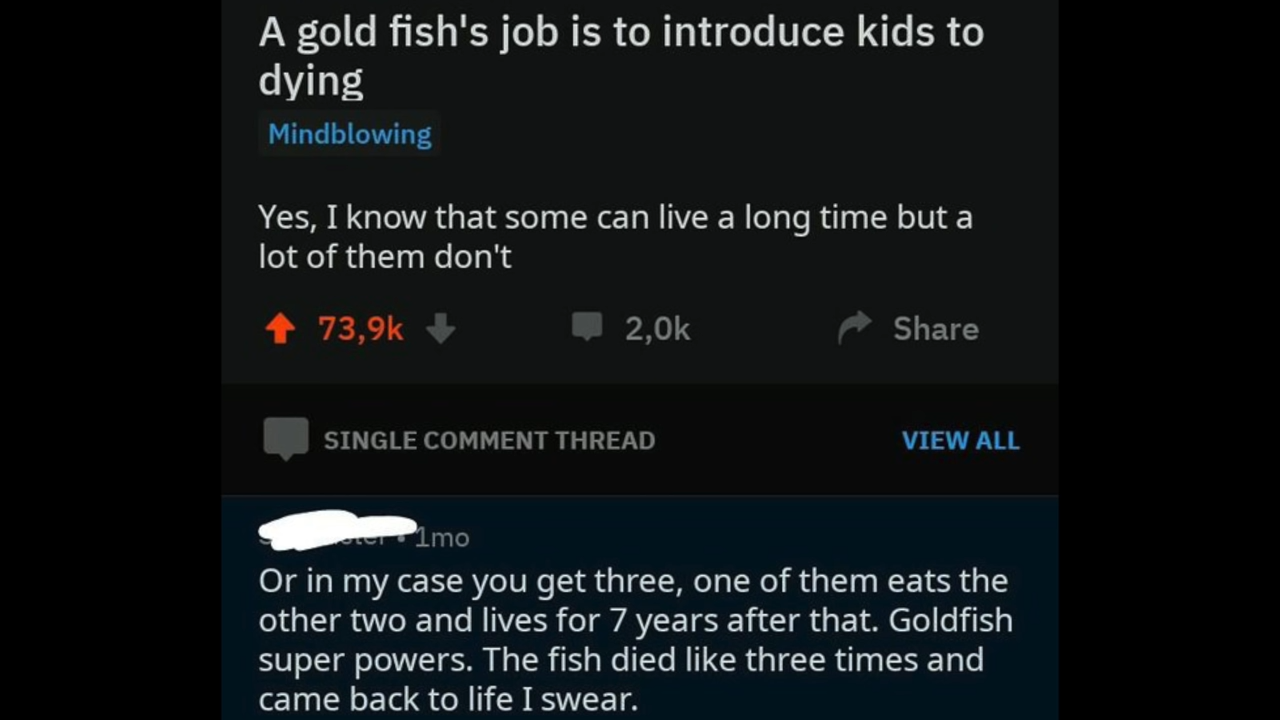 A gold fish's job is to introduce kids to
dying
Mindblowing
Yes, I know that some can live a long time but a
lot of them don't
73,9k 2,0k Share
SINGLE COMMENT THREAD VIEW ALL
• 1mo
Or in my case you get three, one of them eats the
other two and lives for 7 years after that. Goldfish
super powers. The fish died like three times and
came back to life I swear.